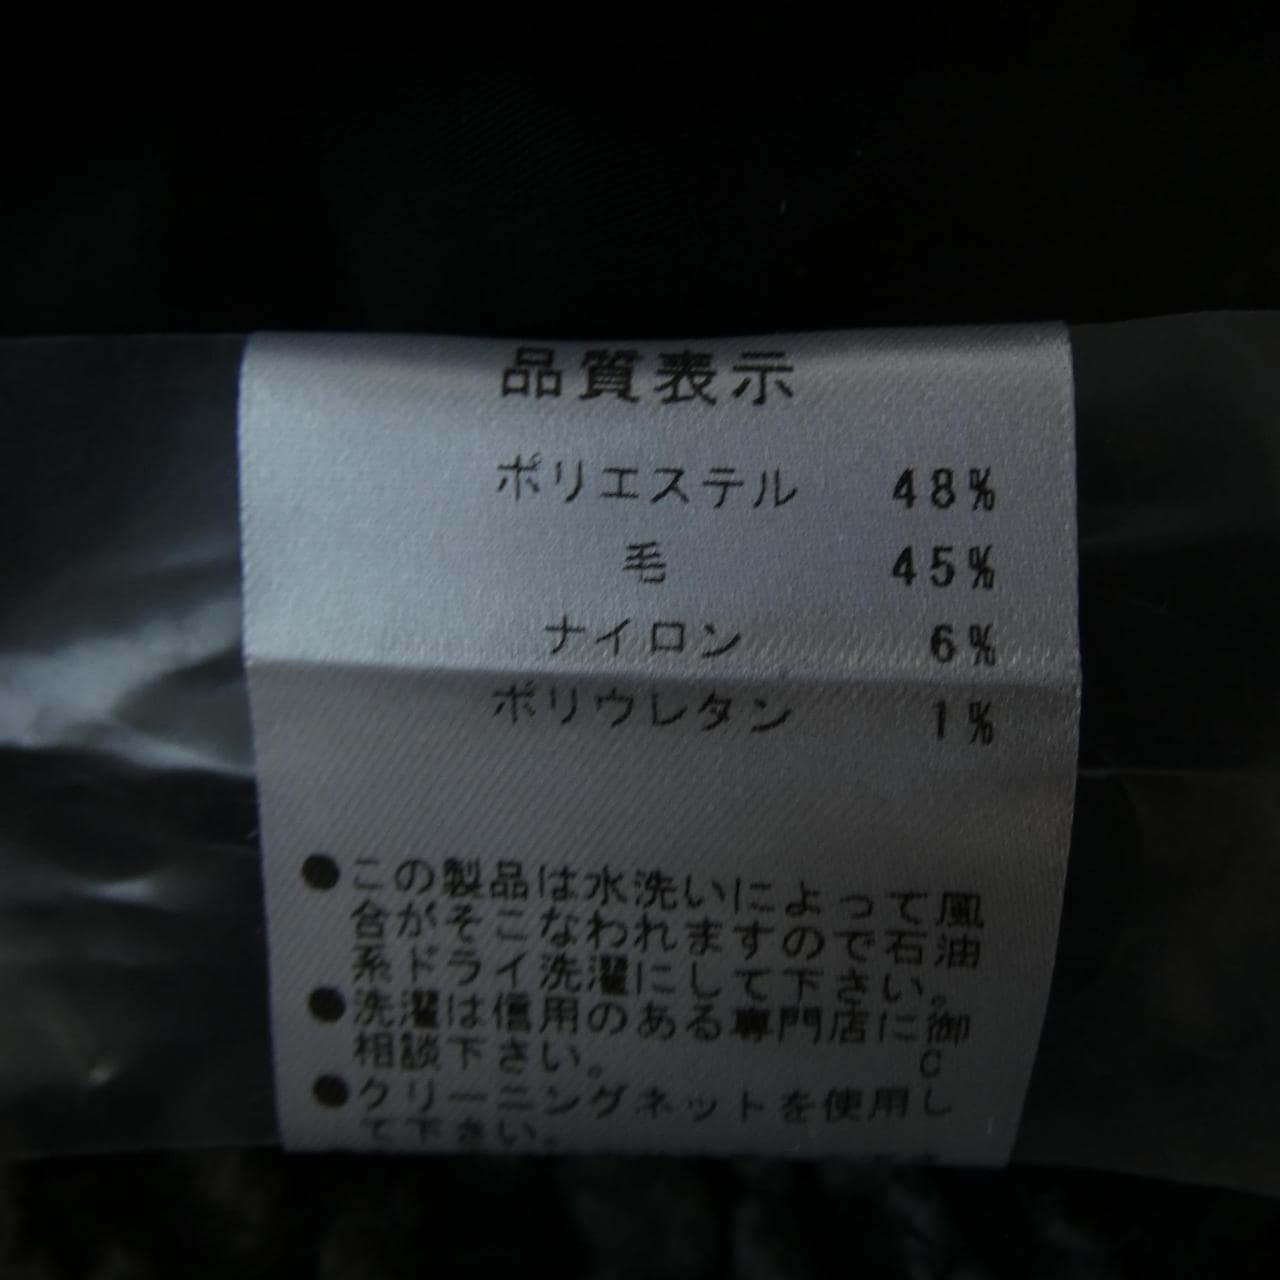 品質表示
ポリエステル 48%
毛 45%
ナイロン 6%
ポリウレタン 1%
●この製品は水洗いによって風
合がそこなわれますので石油
系ドライ洗濯にして下さい。
●洗濯は信用のある専門店に御
相談下さい。 C
●クリーニングネットを使用し
て下さい。